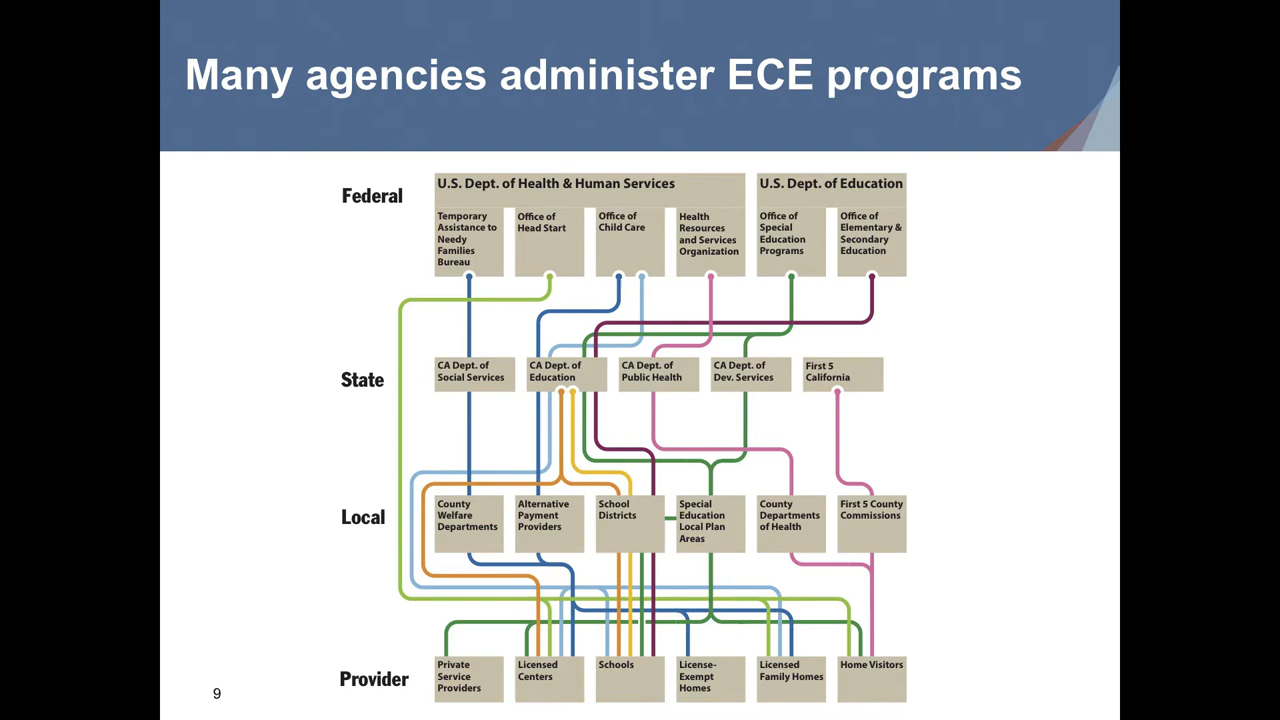 Many agencies administer ECE programs
Federal
U.S. Dept. of Health & Human Services
U.S. Dept. of Education
Temporary
Assistance to
Needy
Families
Bureau
Office of
Head Start
Office of
Child Care
Health
Resources
and Services
Organization
Office of
Special
Education
Programs
Office of
Elementary &
Secondary
Education
State
CA Dept. of
Social Services
CA Dept. of
Education
CA Dept. of
Public Health
CA Dept. of
Dev. Services
First 5
California
Local
County
Welfare
Departments
Alternative
Payment
Providers
School
Districts
Special
Education
Local Plan
Areas
County
Departments
of Health
First 5 County
Commissions
Provider
Private
Service
Providers
Licensed
Centers
Schools
License-
Exempt
Homes
Licensed
Family Homes
Home Visitors
9